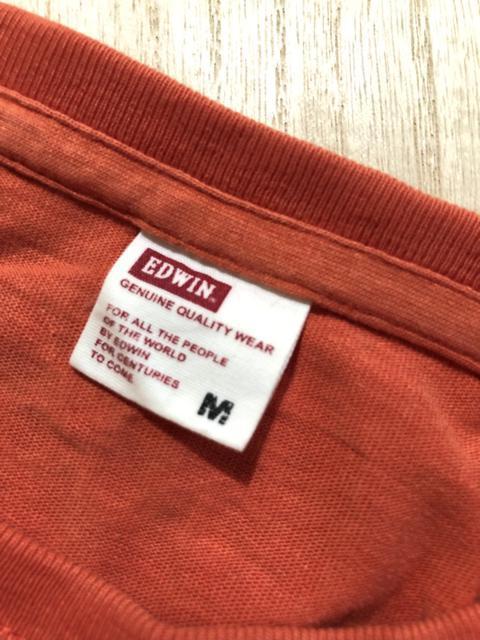 EDWIN
GENUINE QUALITY WEAR
FOR ALL THE PEOPLE
OF THE WORLD
BY EDWIN
FOR CENTURIES
TO COME
M